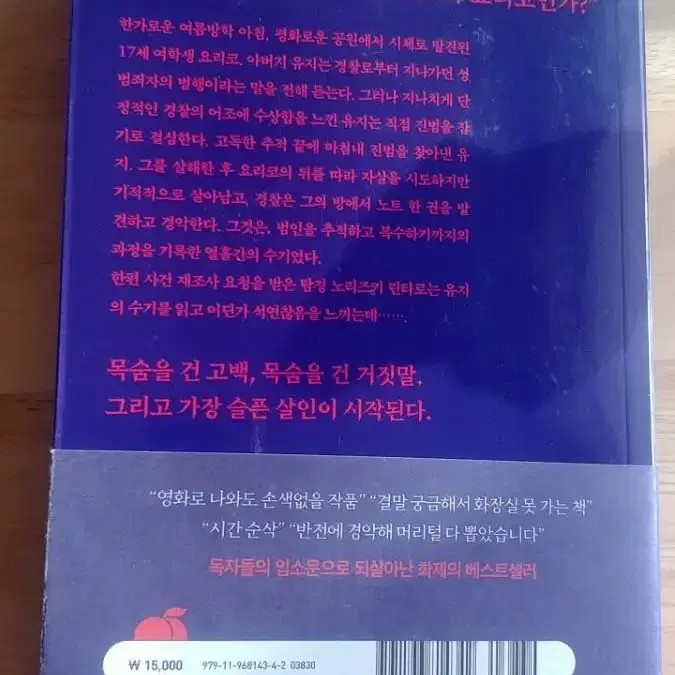 요리코인가?"
한가로운 여름방학 아침, 평화로운 공원에서 시체로 발견된
17세 여학생 요리코. 아버지 유지는 경찰로부터 지나가던 성
범죄자의 범행이라는 말을 전해 듣는다. 그러나 지나치게 단
정적인 경찰의 어조에 수상함을 느낀 유지는 직접 진범을 잡
기로 결심한다. 고독한 추적 끝에 마침내 진범을 찾아낸 유
지. 그를 살해한 후 요리코의 뒤를 따라 자살을 시도하지만
기적적으로 살아남고, 경찰은 그의 방에서 노트 한 권을 발
견하고 경악한다. 그것은, 범인을 추적하고 복수하기까지의
과정을 기록한 열흘간의 수기였다.
한편 사건 재조사 요청을 받은 탐정 노리즈키 린타로는 유지
의 수기를 읽고 어딘가 석연찮음을 느끼는데…….
목숨을 건 고백, 목숨을 건 거짓말.
그리고 가장 슬픈 살인이 시작된다.
“영화로 나와도 손색없을 작품” “결말 궁금해서 화장실 못 가는 책”
“시간 순삭” “반전에 경악해 머리털 다 뽑았습니다”
독자들의 입소문으로 되살아난 화제의 베스트셀러
₩ 15,000 979-11-968143-4-2 03830